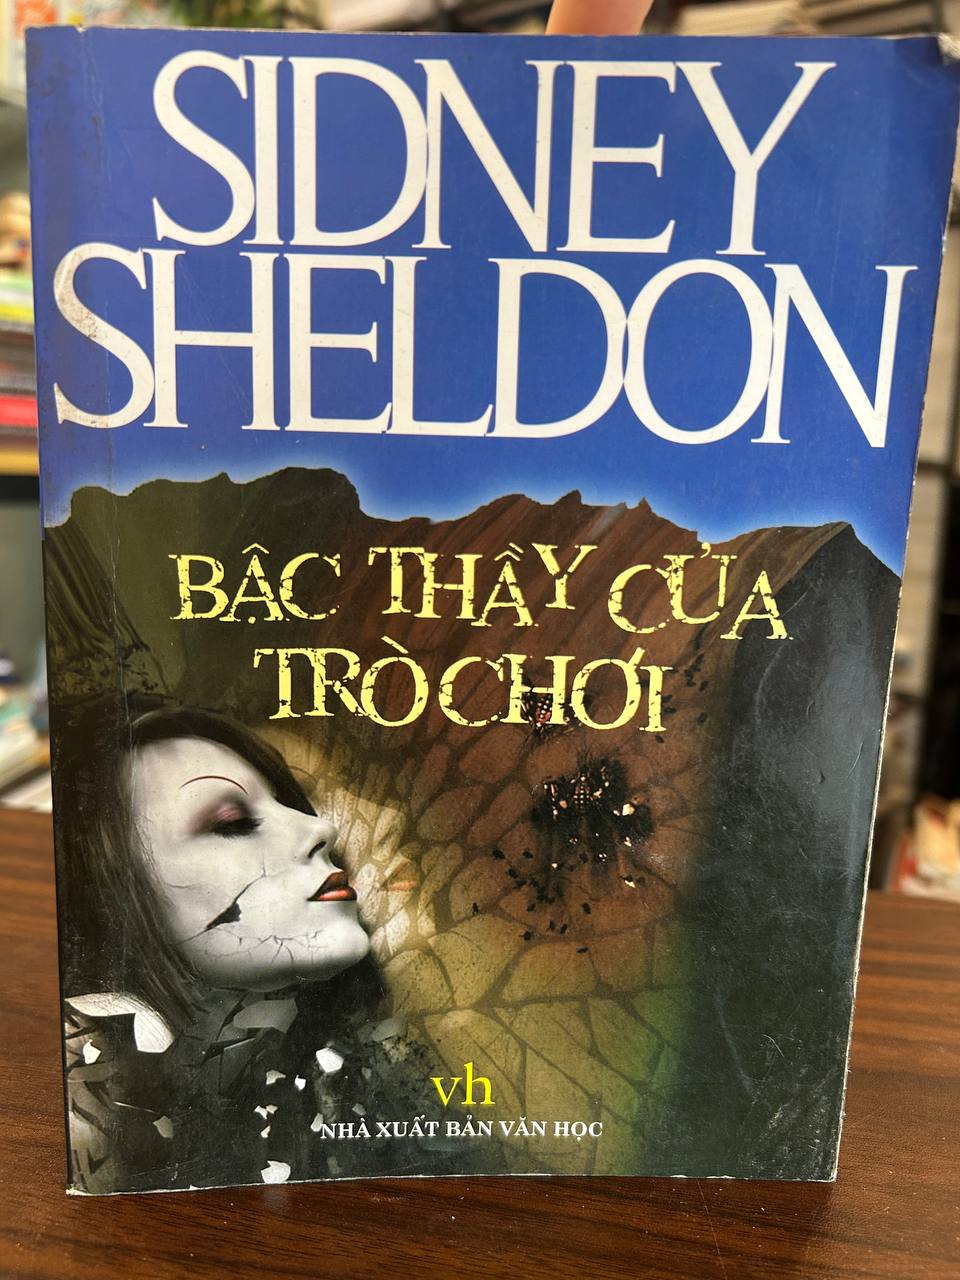 SIDNEY
SHELDON
BẬC THẦY CỦA
TRÒ CHƠI
vh
NHÀ XUẤT BẢN VĂN HỌC